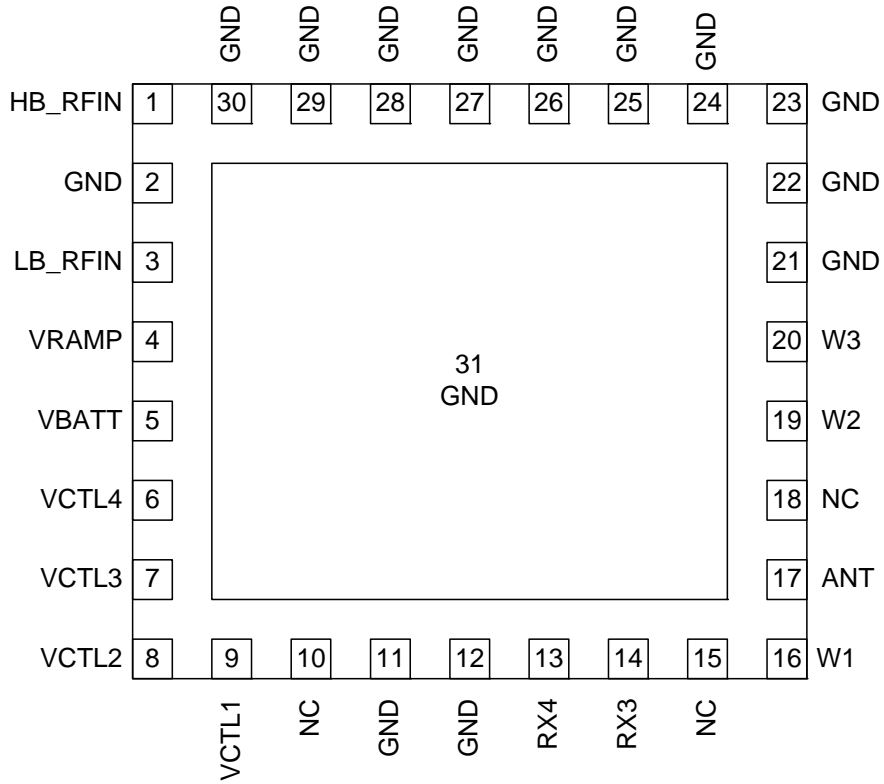 GND GND GND GND GND GND GND
HB_RFIN 1 30 29 28 27 26 25 24 23 GND
GND 2 22 GND
LB_RFIN 3 21 GND
VRAMP 4 20 W3
31
GND
VBATT 5 19 W2
VCTL4 6 18 NC
VCTL3 7 17 ANT
VCTL2 8 9 10 11 12 13 14 15 16 W1
VCTL1 NC GND GND RX4 RX3 NC